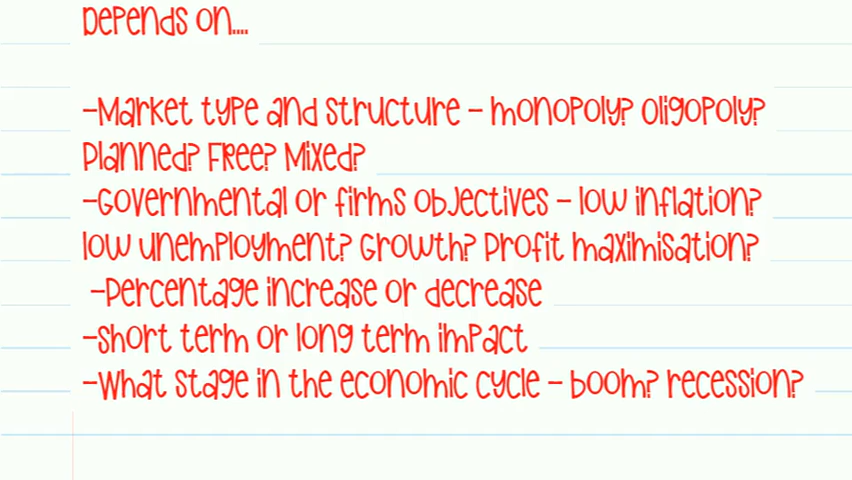 Depends on....
-Market type and structure - monopoly? Oligopoly?
Planned? Free? Mixed?
-Governmental or firms objectives - low inflation?
low unemployment? Growth? Profit maximisation?
-Percentage increase or decrease
-short term or long term impact
-What stage in the economic cycle - boom? recession?